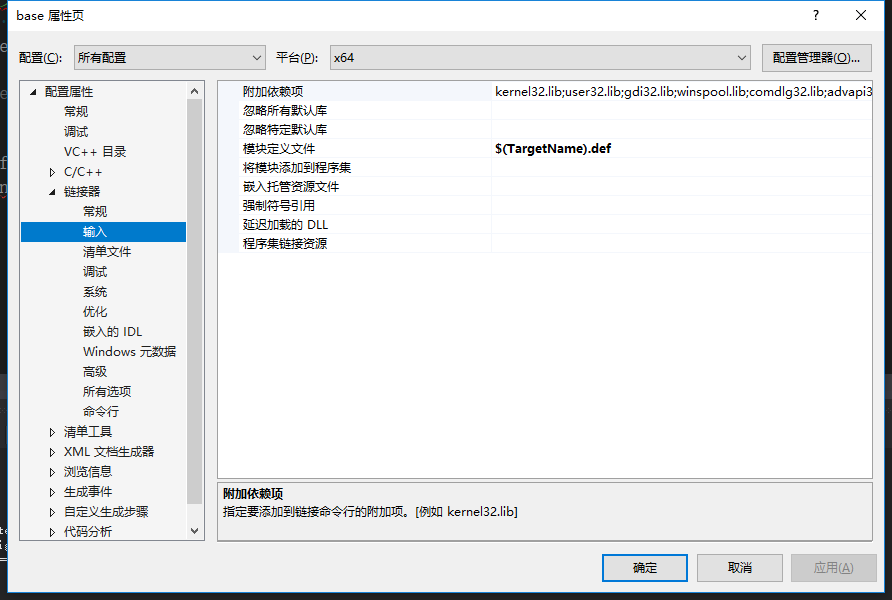 base 属性页
配置(C): 所有配置 平台(P): x64 配置管理器(O)...
配置属性
常规
调试
VC++ 目录
C/C++
链接器
常规
输入
清单文件
调试
系统
优化
嵌入的 IDL
Windows 元数据
高级
所有选项
命令行
清单工具
XML 文档生成器
浏览信息
生成事件
自定义生成步骤
代码分析
附加依赖项 kernel32.lib;user32.lib;gdi32.lib;winspool.lib;comdlg32.lib;advapi3
忽略所有默认库
忽略特定默认库
模块定义文件 $(TargetName).def
将模块添加到程序集
嵌入托管资源文件
强制符号引用
延迟加载的 DLL
程序集链接资源
附加依赖项
指定要添加到链接命令行的附加项。[例如 kernel32.lib]
确定 取消 应用(A)